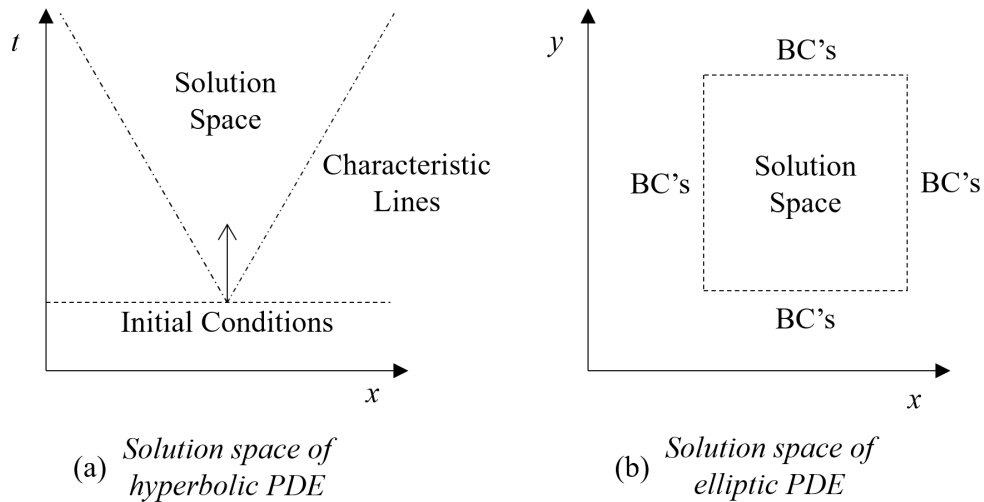 t
Solution
Space
Characteristic
Lines
Initial Conditions
x
(a) Solution space of
hyperbolic PDE
y
BC's
BC's
Solution
Space
BC's
BC's
x
(b) Solution space of
elliptic PDE